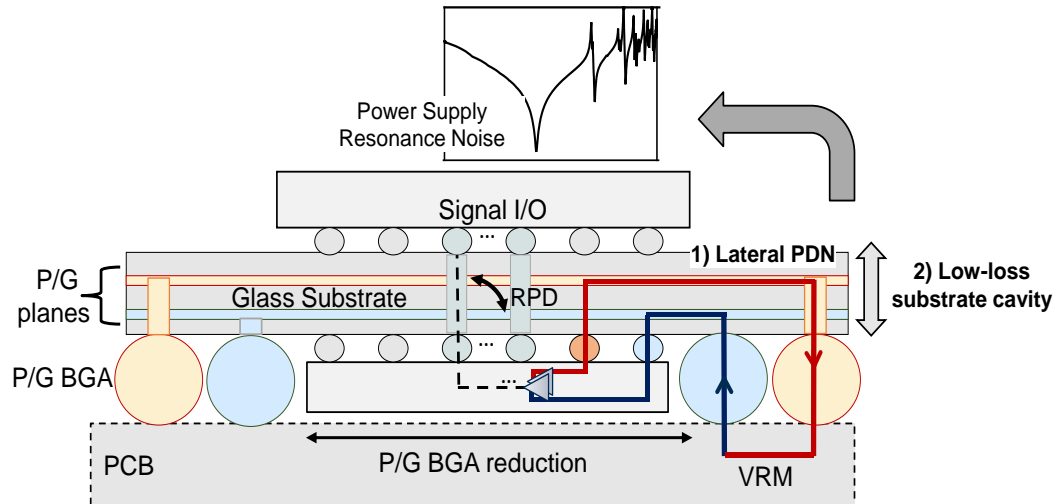 Power Supply
Resonance Noise
Signal I/O
...
1) Lateral PDN
2) Low-loss
substrate cavity
P/G
planes
Glass Substrate
RPD
...
...
P/G BGA
P/G BGA reduction
PCB
VRM